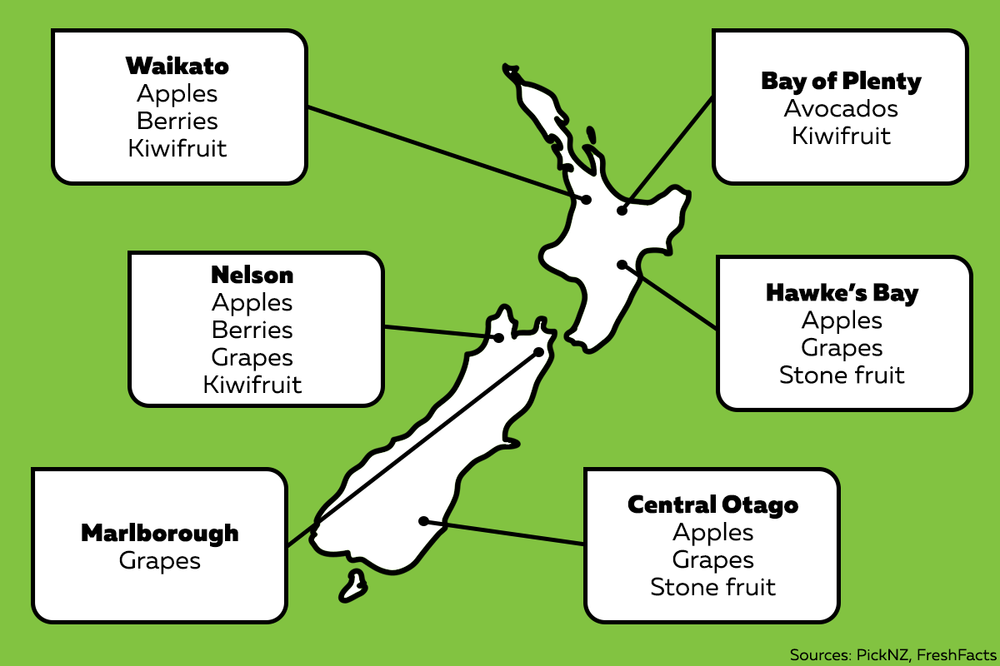 Waikato
Apples
Berries
Kiwifruit
Bay of Plenty
Avocados
Kiwifruit
Nelson
Apples
Berries
Grapes
Kiwifruit
Hawke's Bay
Apples
Grapes
Stone fruit
Marlborough
Grapes
Central Otago
Apples
Grapes
Stone fruit
Sources: PickNZ, FreshFacts